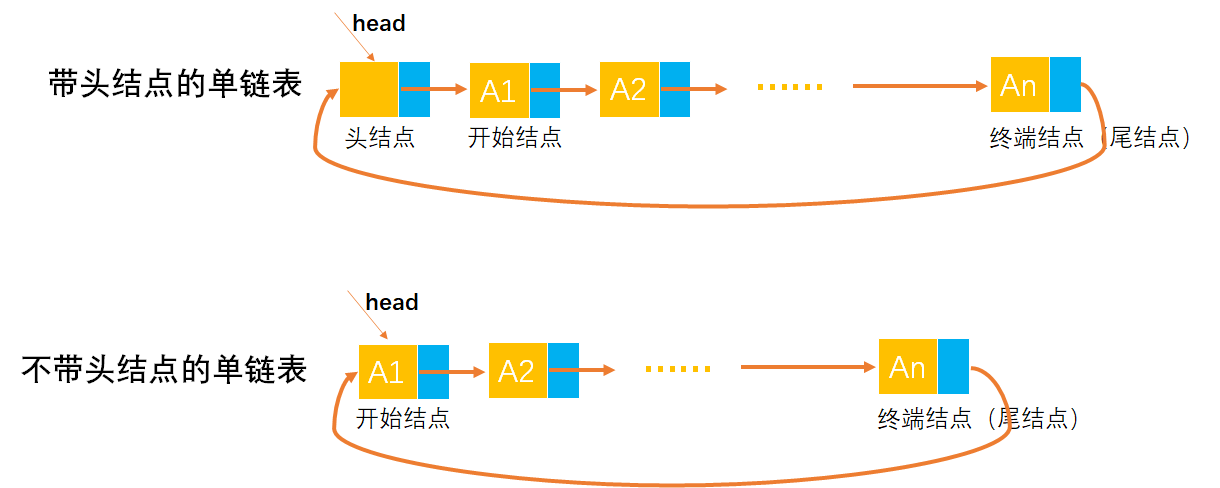 head
带头结点的单链表
A1
A2
An
头结点
开始结点
终端结点（尾结点）
head
不带头结点的单链表
A1
A2
An
开始结点
终端结点（尾结点）